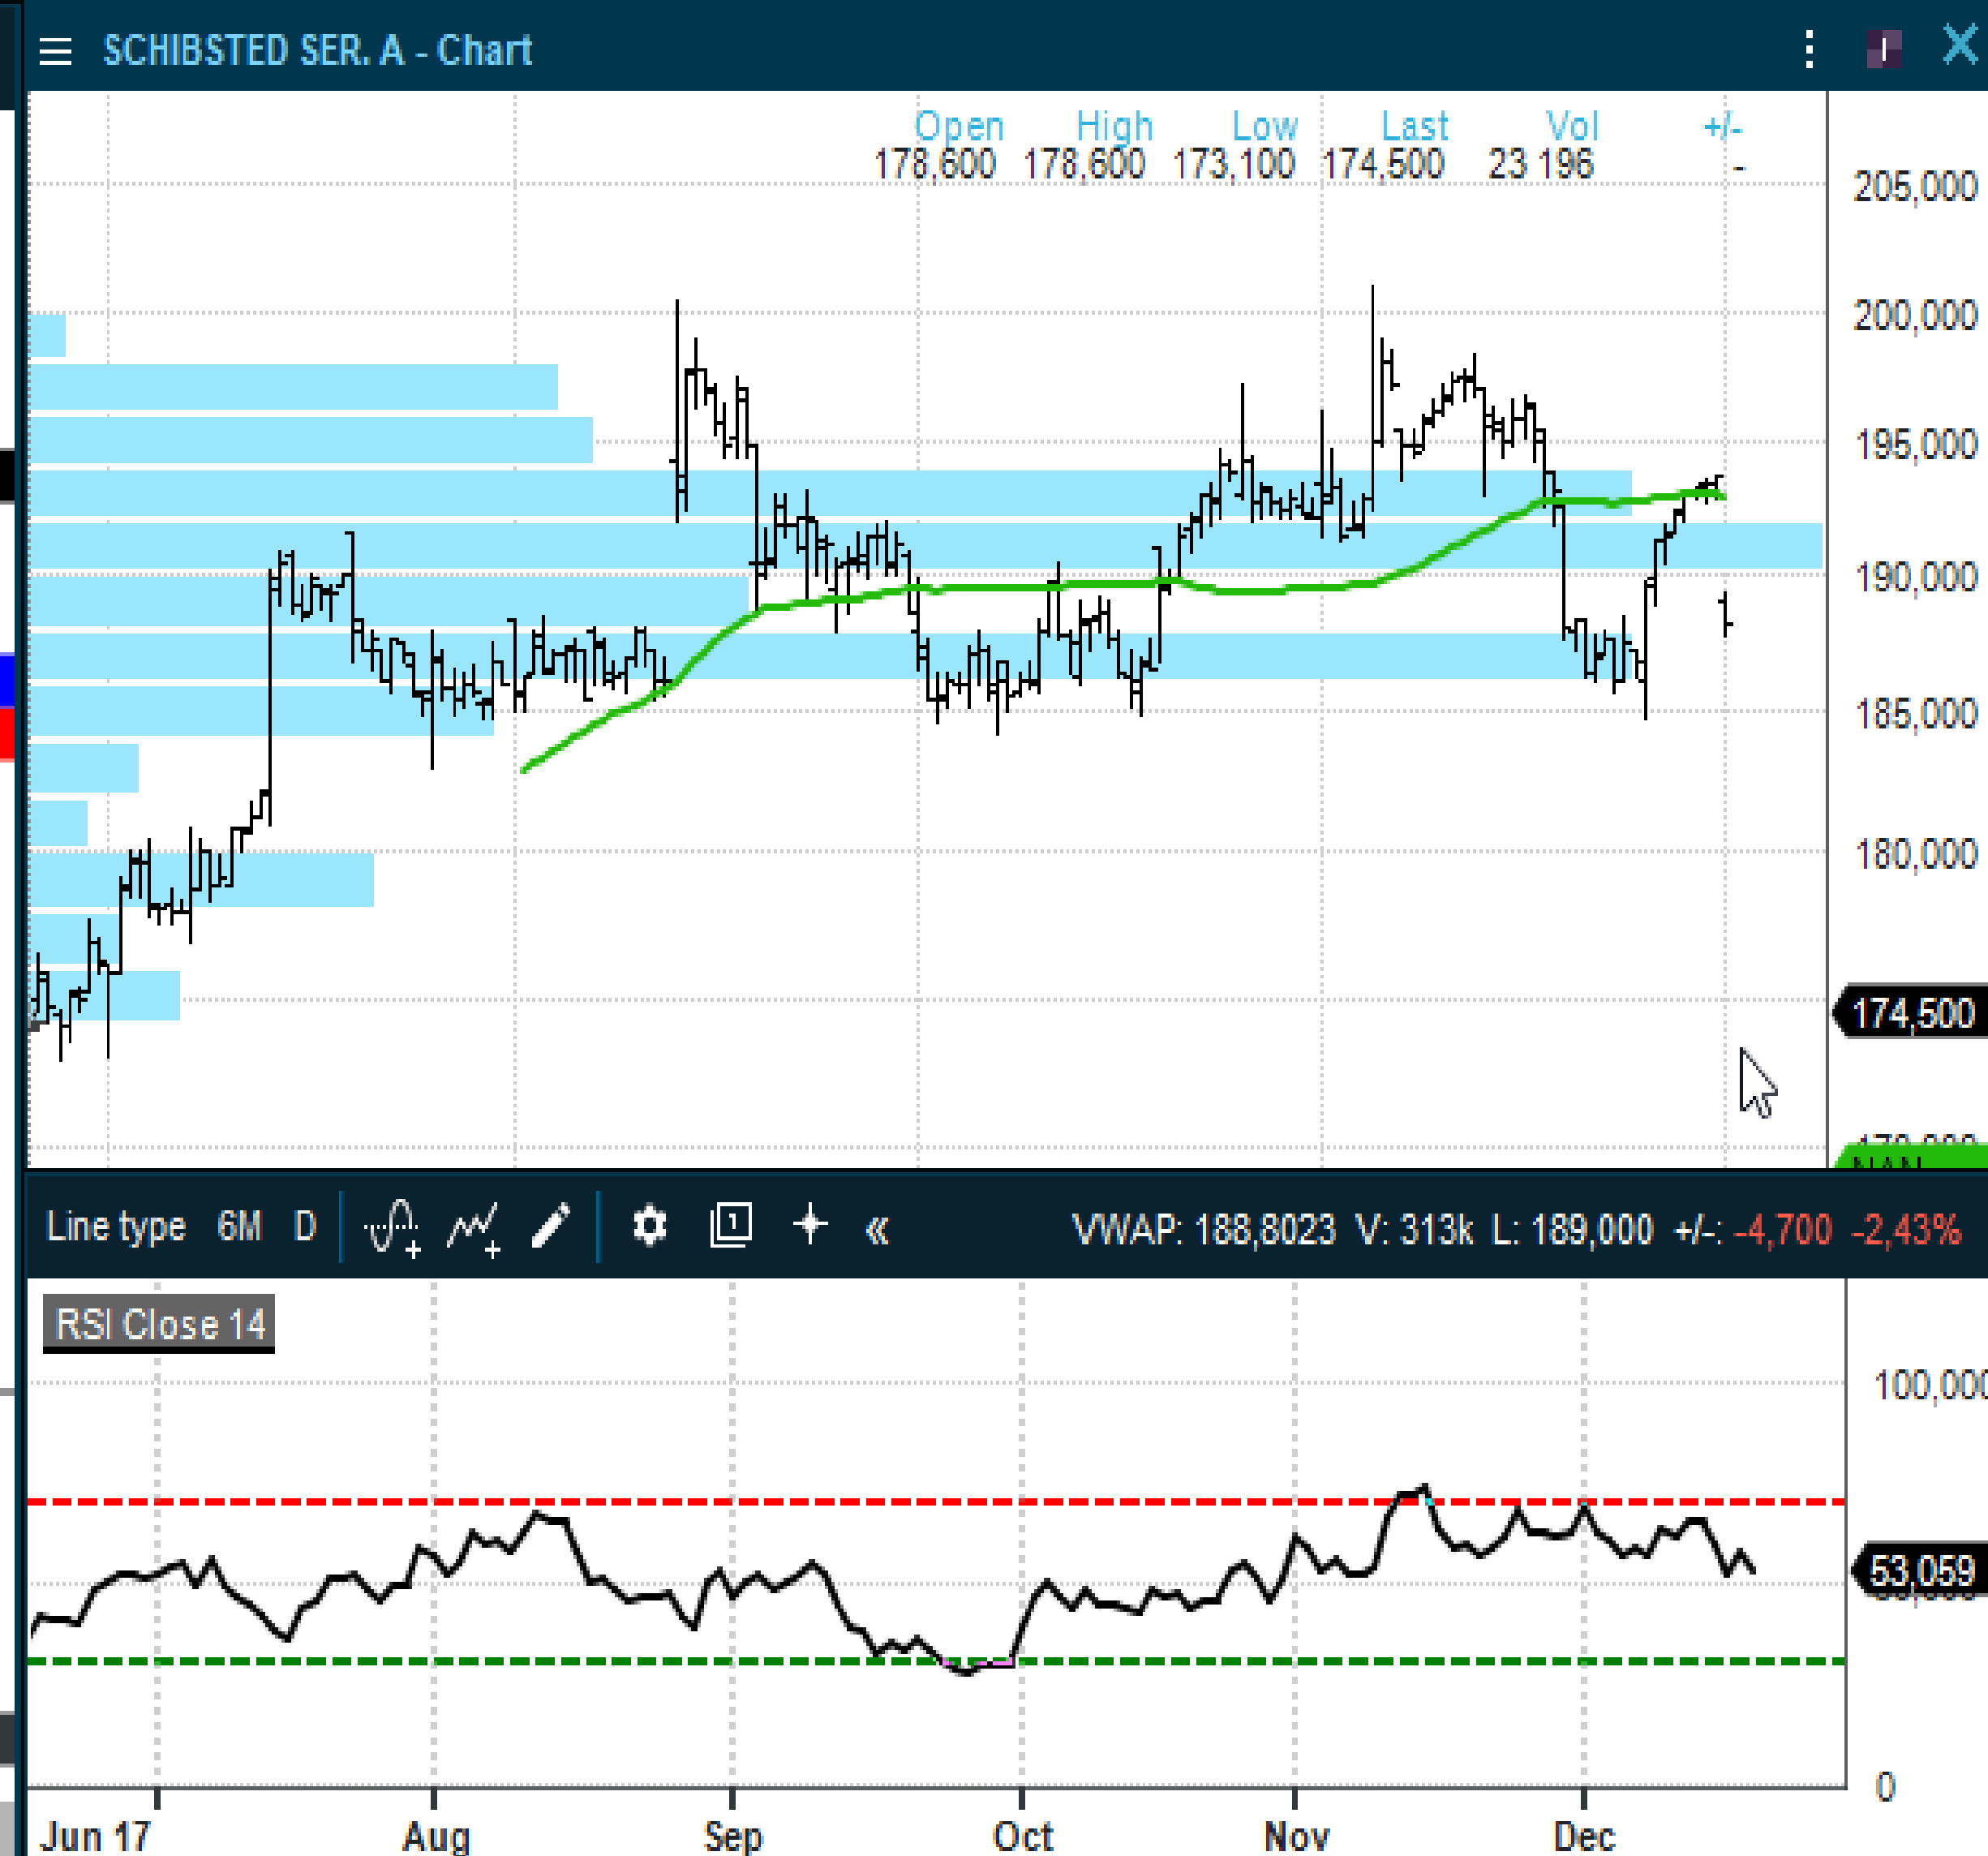 SCHIBSTED SER. A - Chart
Open High Low Last Vol +/-
178,600 178,600 173,100 174,500 23 196 -
205,000
200,000
195,000
190,000
185,000
180,000
174,500
Line type 6M D 1 « VWAP: 188,8023 V: 313k L: 189,000 +/-: -4,700 -2,43%
RSI Close 14
100,000
53,059
0
Jun 17 Aug Sep Oct Nov Dec